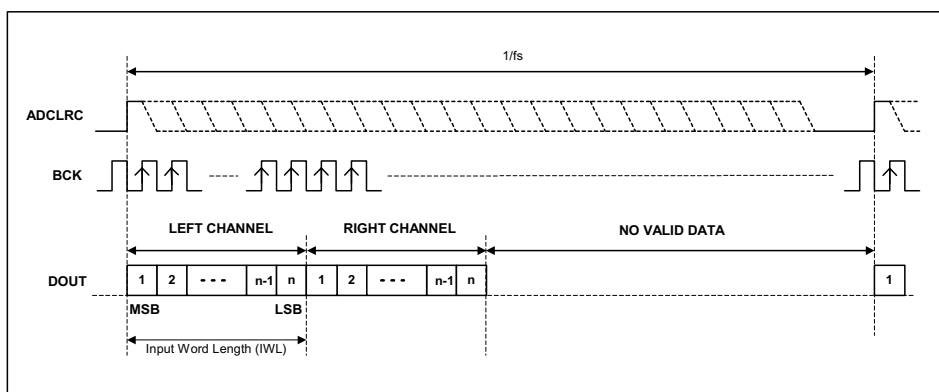 1/fs
ADCLRC
BCK
LEFT CHANNEL RIGHT CHANNEL NO VALID DATA
DOUT 1 2 n-1 n 1 2 n-1 n 1
MSB LSB
Input Word Length (IWL)